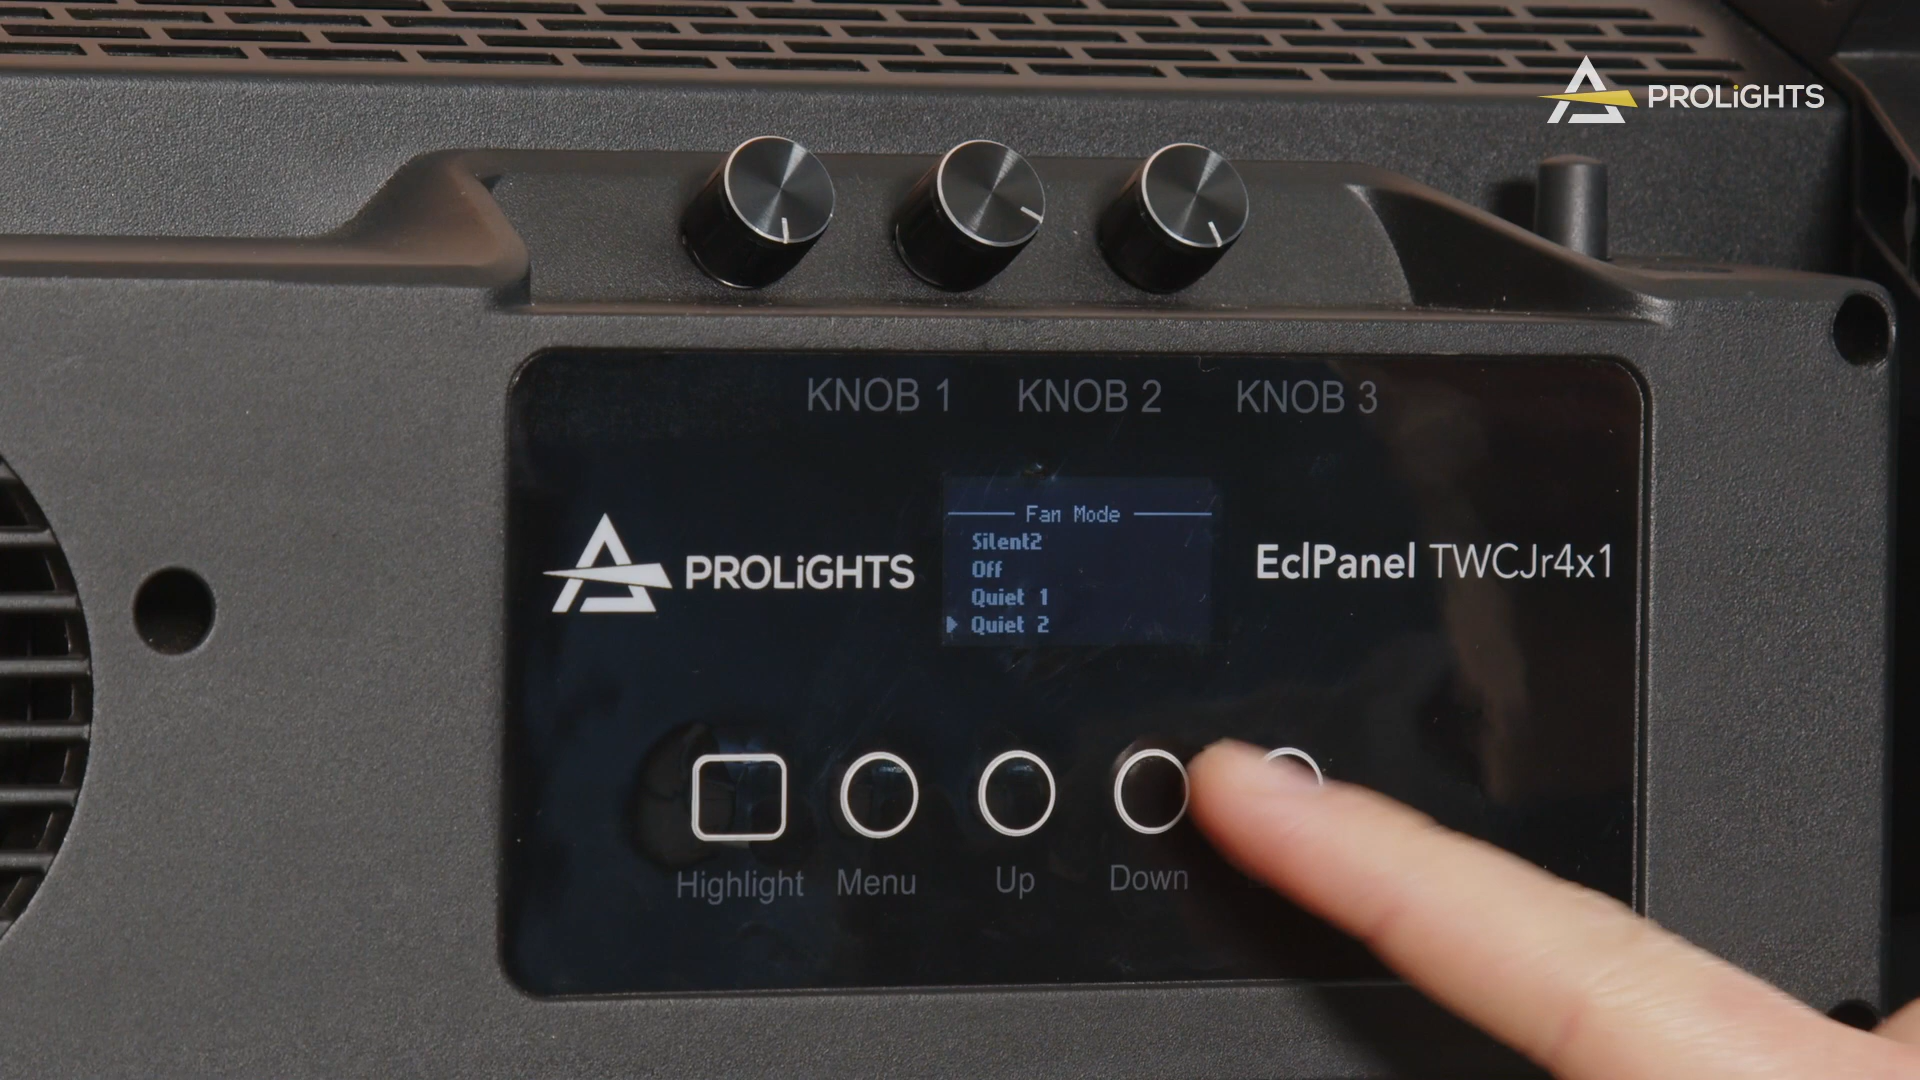 PROLiGHTS
KNOB 1 KNOB 2 KNOB 3
Fan Mode
Silent2
Off
Quiet 1
Quiet 2
PROLiGHTS
EclPanel TWCJr4x1
Highlight Menu Up Down